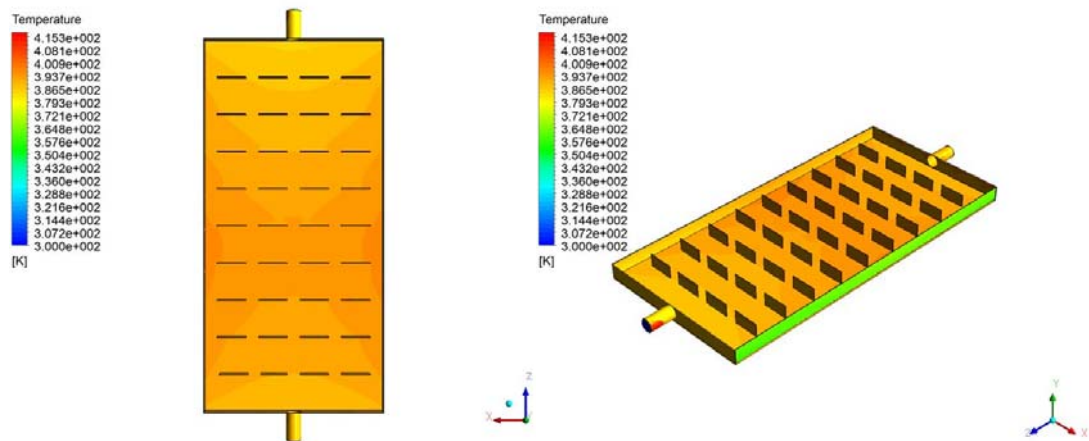 Temperature
4.153e+002
4.081e+002
4.009e+002
3.937e+002
3.865e+002
3.793e+002
3.721e+002
3.648e+002
3.576e+002
3.504e+002
3.432e+002
3.360e+002
3.288e+002
3.216e+002
3.144e+002
3.072e+002
3.000e+002
[K]
Z
X
Y
Temperature
4.153e+002
4.081e+002
4.009e+002
3.937e+002
3.865e+002
3.793e+002
3.721e+002
3.648e+002
3.576e+002
3.504e+002
3.432e+002
3.360e+002
3.288e+002
3.216e+002
3.144e+002
3.072e+002
3.000e+002
[K]
Y
Z
X